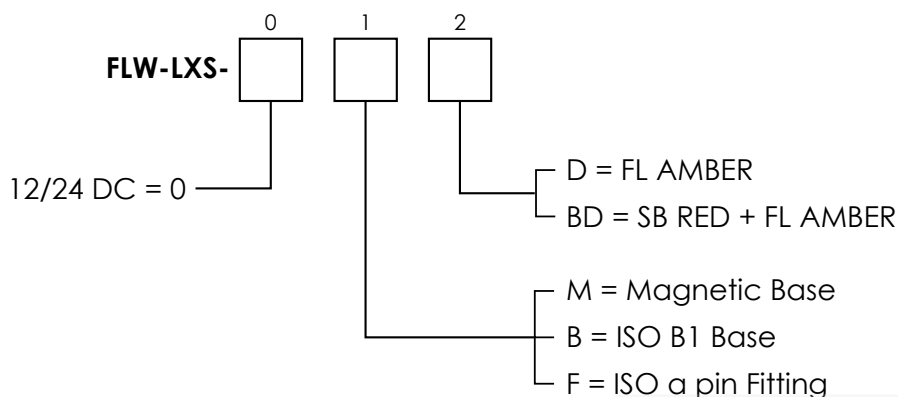 0 1 2
FLW-LXS-
12/24 DC = 0
D = FL AMBER
BD = SB RED + FL AMBER
M = Magnetic Base
B = ISO B1 Base
F = ISO a pin Fitting